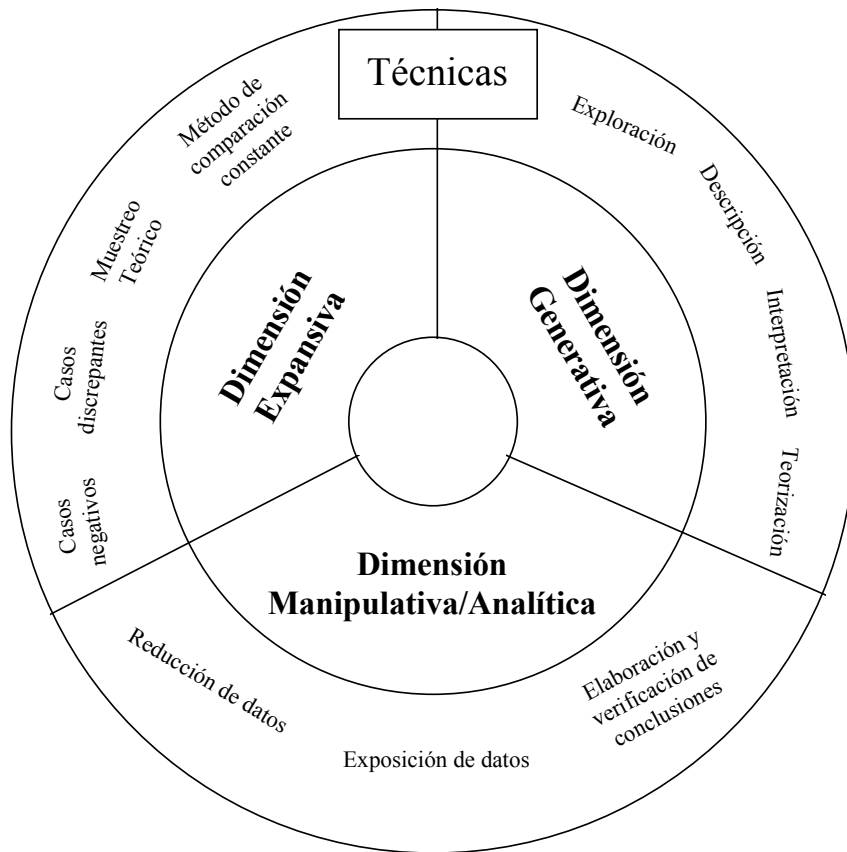 Técnicas
Método de
comparación
constante
Muestreo
Teórico
Casos
discrepantes
Casos
negativos
Exploración
Descripción
Interpretación
Teorización
Dimensión
Expansiva
Dimensión
Generativa
Dimensión
Manipulativa/Analítica
Reducción de datos
Exposición de datos
Elaboración y
verificación de
conclusiones